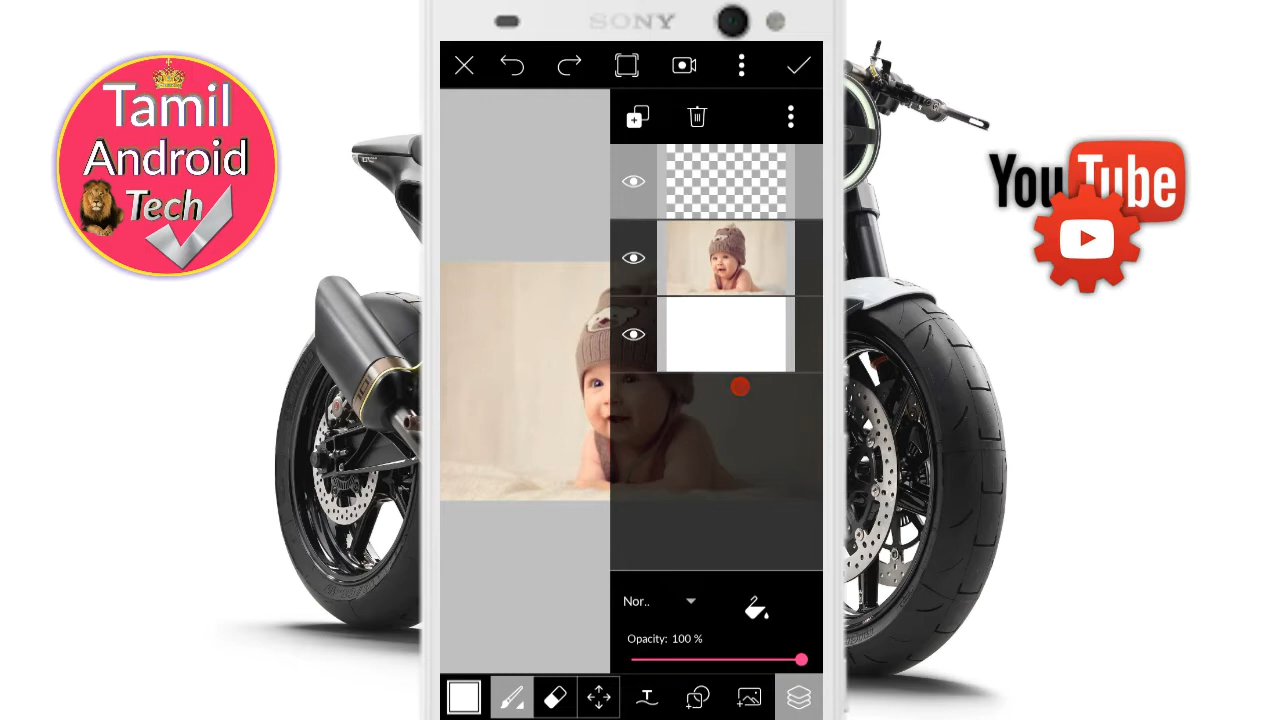 SONY
Tamil
Android
Tech
YouTube
Nor..
Opacity: 100 %